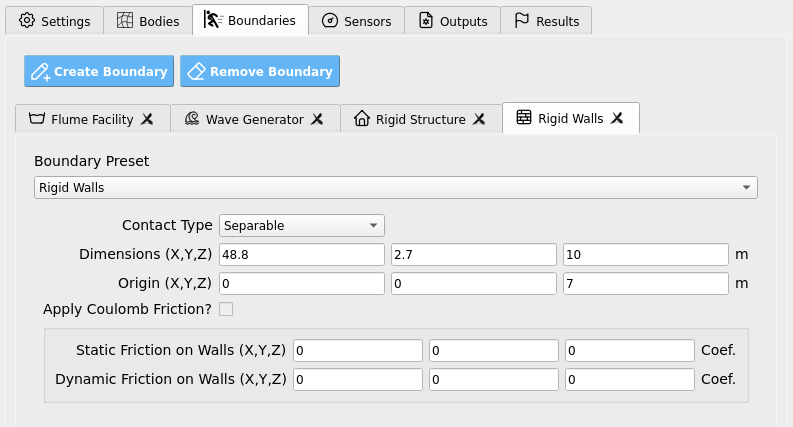 Settings Bodies Boundaries Sensors Outputs Results
Create Boundary Remove Boundary
Flume Facility Wave Generator Rigid Structure Rigid Walls
Boundary Preset
Rigid Walls
Contact Type Separable
Dimensions (X,Y,Z) 48.8 2.7 10 m
Origin (X,Y,Z) 0 0 7 m
Apply Coulomb Friction?
Static Friction on Walls (X,Y,Z) 0 0 0 Coef.
Dynamic Friction on Walls (X,Y,Z) 0 0 0 Coef.